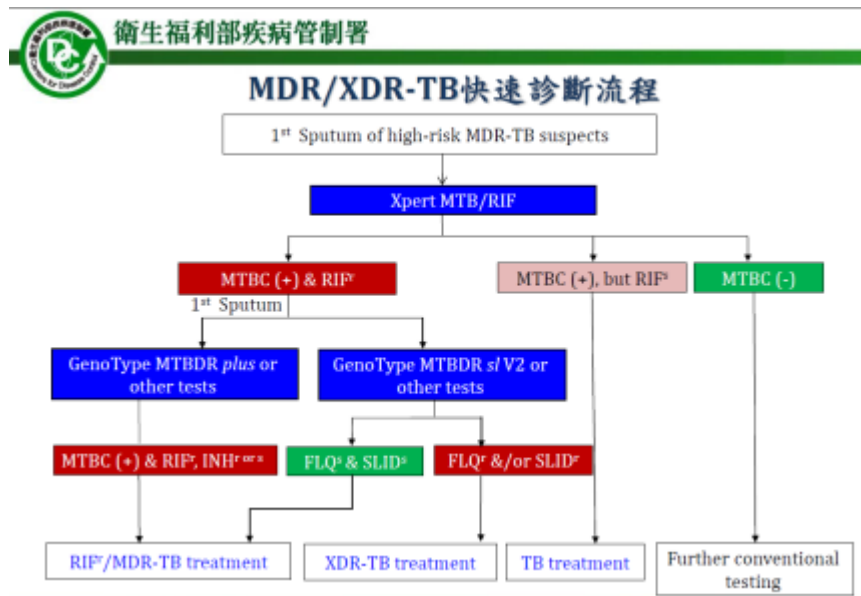 衛生福利部疾病管制署
MDR/XDR-TB快速診斷流程
1st Sputum of high-risk MDR-TB suspects
Xpert MTB/RIF
MTBC (+) & RIFr
MTBC (+), but RIFs
MTBC (-)
1st Sputum
GenoType MTBDR plus or
other tests
GenoType MTBDR sl V2 or
other tests
MTBC (+) & RIFr, INHr or s
FLQs & SLIDs
FLQr &/or SLIDr
RIFr/MDR-TB treatment
XDR-TB treatment
TB treatment
Further conventional
testing